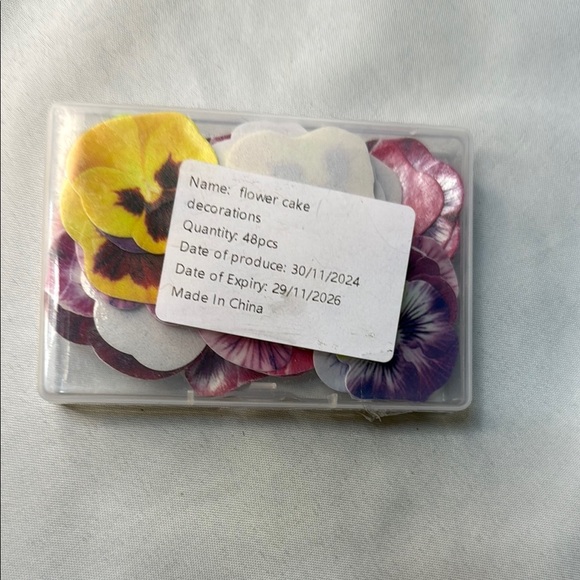 Name: flower cake
decorations
Quantity: 48pcs
Date of produce: 30/11/2024
Date of Expiry: 29/11/2026
Made In China